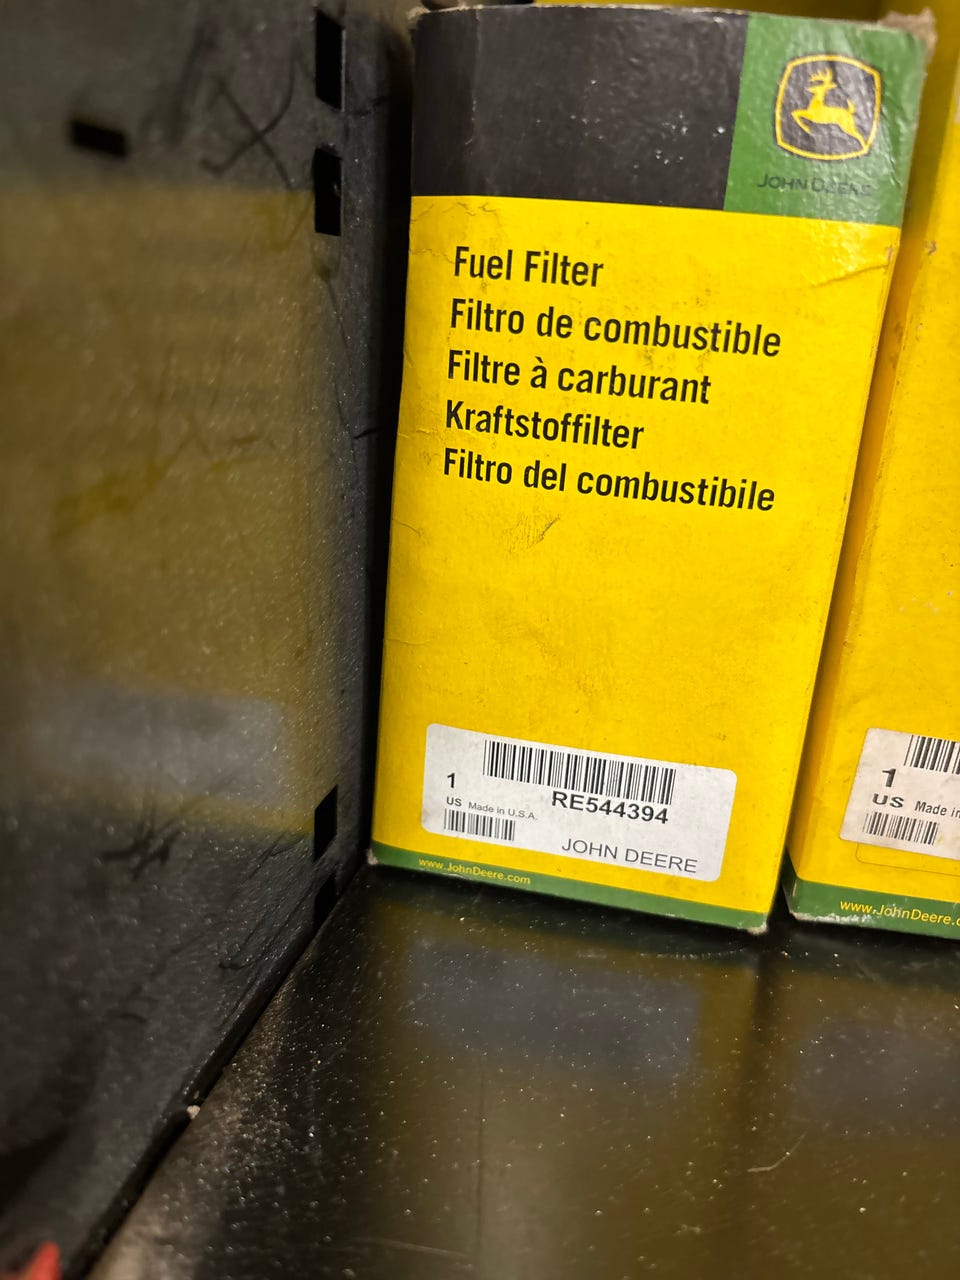 JOHN DEERE
Fuel Filter
Filtro de combustible
Filtre à carburant
Kraftstoffilter
Filtro del combustibile
1
RE544394
US Made in U.S.A.
JOHN DEERE
www.JohnDeere.com
1
US Made in
www.JohnDeere.c